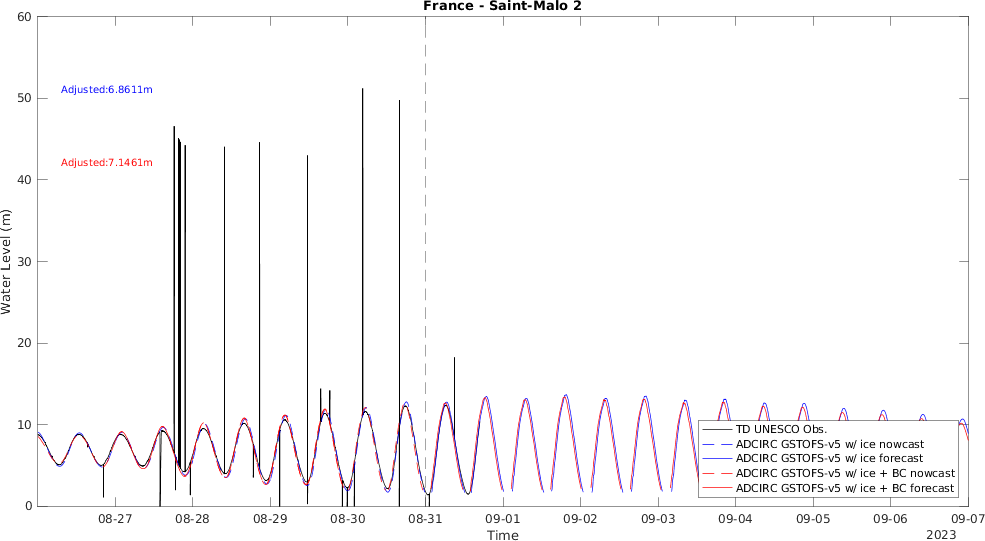 France - Saint-Malo 2
60
50
40
30
20
10
0
Water Level (m)
Adjusted:6.8611m
Adjusted:7.1461m
TD UNESCO Obs.
ADCIRC GSTOFS-v5 w/ ice nowcast
ADCIRC GSTOFS-v5 w/ ice forecast
ADCIRC GSTOFS-v5 w/ ice + BC nowcast
ADCIRC GSTOFS-v5 w/ ice + BC forecast
08-27 08-28 08-29 08-30 08-31 09-01 09-02 09-03 09-04 09-05 09-06 09-07
Time
2023